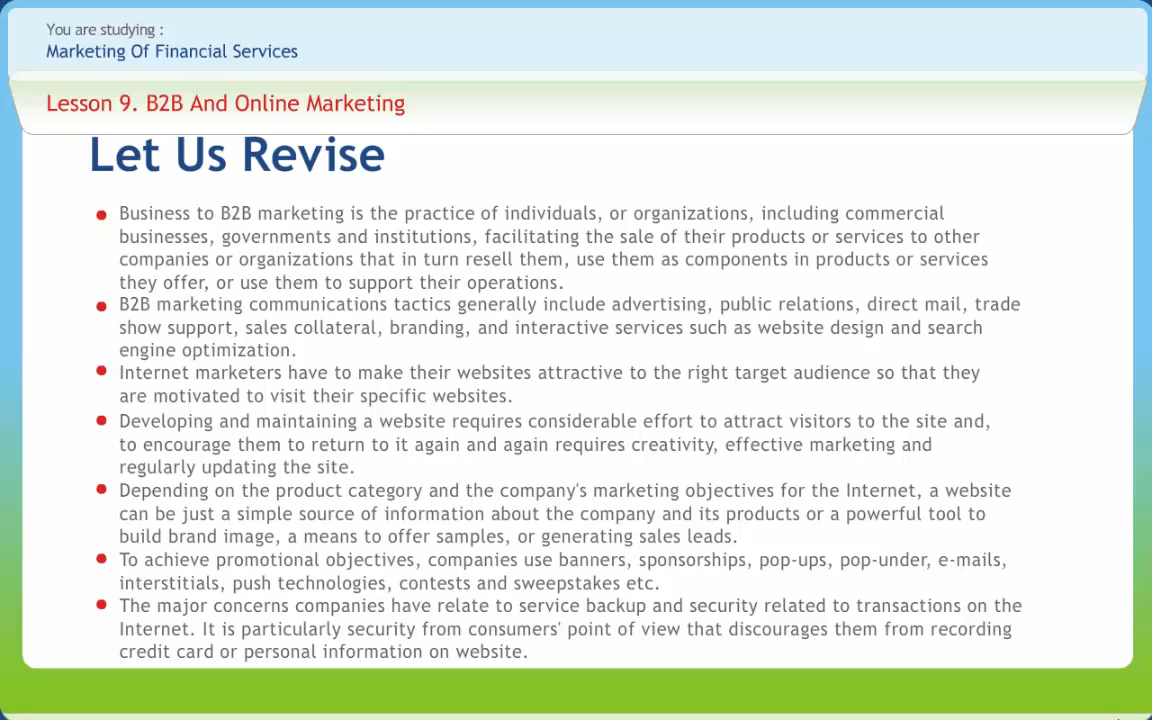 You are studying :
Marketing Of Financial Services
Lesson 9. B2B And Online Marketing
Let Us Revise
Business to B2B marketing is the practice of individuals, or organizations, including commercial
businesses, governments and institutions, facilitating the sale of their products or services to other
companies or organizations that in turn resell them, use them as components in products or services
they offer, or use them to support their operations.
B2B marketing communications tactics generally include advertising, public relations, direct mail, trade
show support, sales collateral, branding, and interactive services such as website design and search
engine optimization.
Internet marketers have to make their websites attractive to the right target audience so that they
are motivated to visit their specific websites.
Developing and maintaining a website requires considerable effort to attract visitors to the site and,
to encourage them to return to it again and again requires creativity, effective marketing and
regularly updating the site.
Depending on the product category and the company's marketing objectives for the Internet, a website
can be just a simple source of information about the company and its products or a powerful tool to
build brand image, a means to offer samples, or generating sales leads.
To achieve promotional objectives, companies use banners, sponsorships, pop-ups, pop-under, e-mails,
interstitials, push technologies, contests and sweepstakes etc.
The major concerns companies have relate to service backup and security related to transactions on the
Internet. It is particularly security from consumers' point of view that discourages them from recording
credit card or personal information on website.